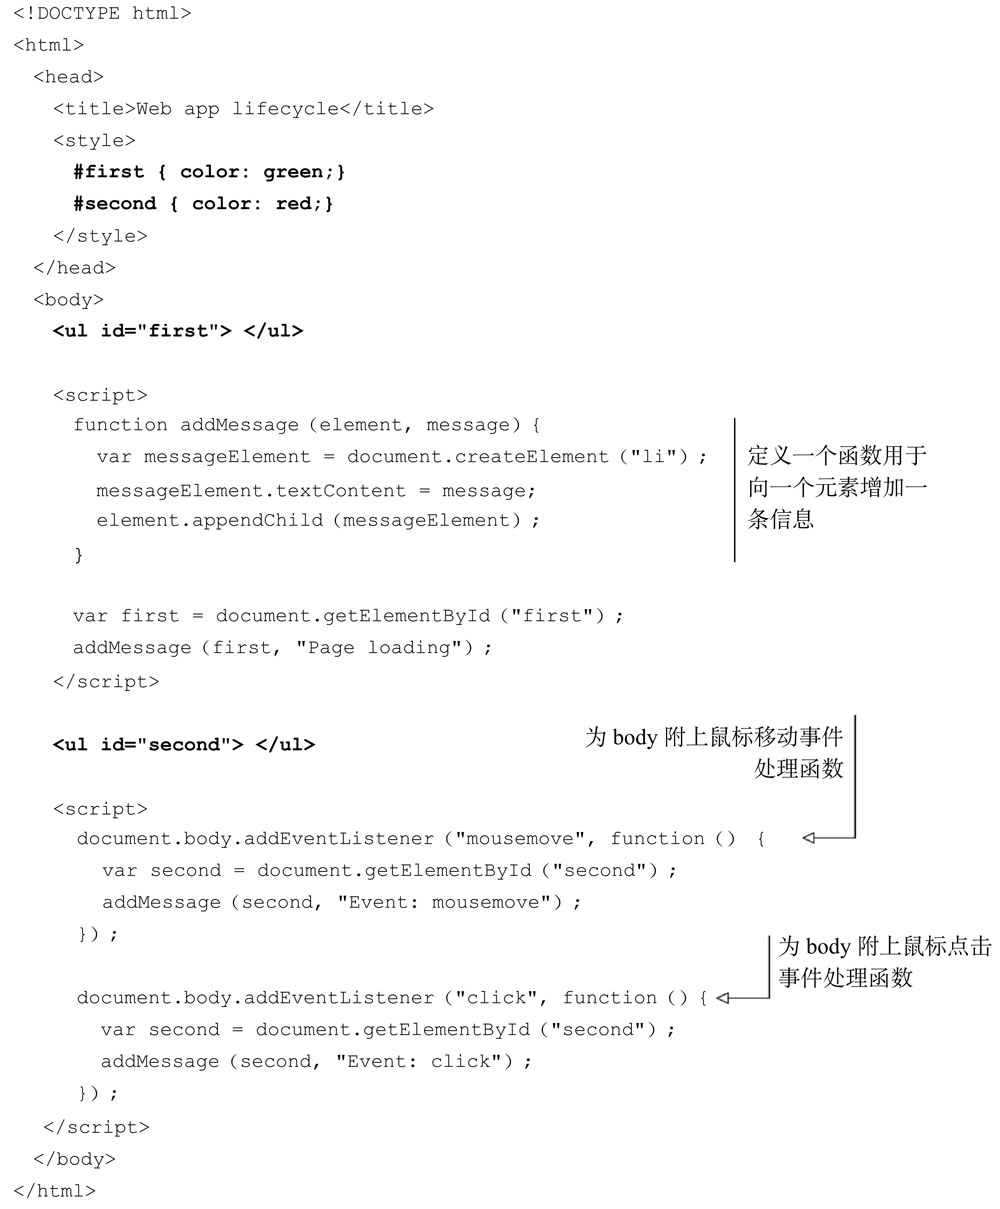 <!DOCTYPE html>
<html>
<head>
<title>Web app lifecycle</title>
<style>
#first { color: green;}
#second { color: red;}
</style>
</head>
<body>
<ul id="first"> </ul>
<script>
function addMessage (element, message) {
var messageElement = document.createElement ("li") ;
messageElement.textContent = message;
element.appendChild (messageElement) ;
}
定义一个函数用于
向一个元素增加一
条信息
var first = document.getElementById ("first") ;
addMessage (first, "Page loading") ;
</script>
<ul id="second"> </ul>
为 body 附上鼠标移动事件
处理函数
<script>
document.body.addEventListener ("mousemove", function () {
var second = document.getElementById ("second") ;
addMessage (second, "Event: mousemove") ;
}) ;
为 body 附上鼠标点击
事件处理函数
document.body.addEventListener ("click", function () {
var second = document.getElementById ("second") ;
addMessage (second, "Event: click") ;
}) ;
</script>
</body>
</html>